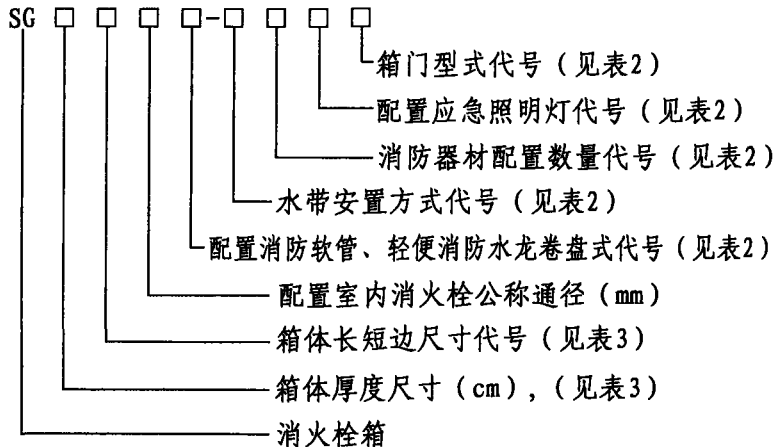 SG □ □ □ □-□ □ □ □
箱门型式代号（见表2）
配置应急照明灯代号（见表2）
消防器材配置数量代号（见表2）
水带安置方式代号（见表2）
配置消防软管、轻便消防水龙卷盘式代号（见表2）
配置室内消火栓公称通径（mm）
箱体长短边尺寸代号（见表3）
箱体厚度尺寸（cm），（见表3）
消火栓箱